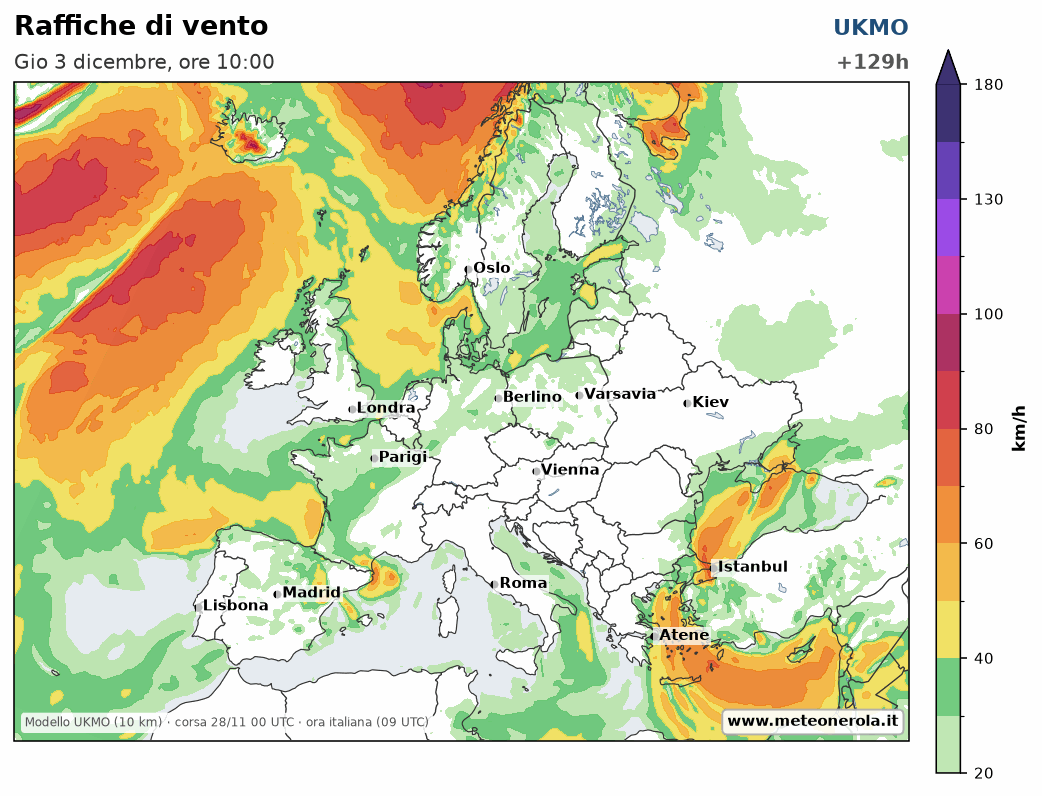 Raffiche di vento
UKMO
Gio 3 dicembre, ore 10:00
+129h
180
130
100
80
60
40
20
km/h
Oslo
Berlino
Varsavia
Kiev
Londra
Parigi
Vienna
Istanbul
Roma
Madrid
Lisbona
Atene
Modello UKMO (10 km) · corsa 28/11 00 UTC · ora italiana (09 UTC)
www.meteonerola.it